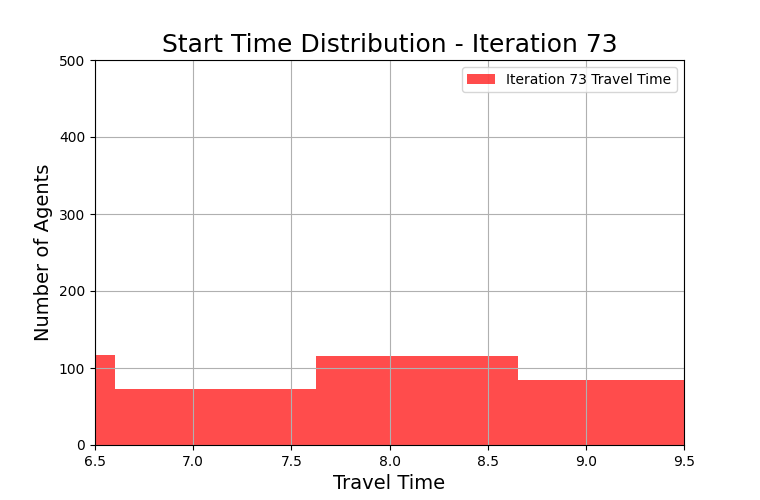 Start Time Distribution - Iteration 73
Iteration 73 Travel Time
Number of Agents
500
400
300
200
100
0
6.5 7.0 7.5 8.0 8.5 9.0 9.5
Travel Time